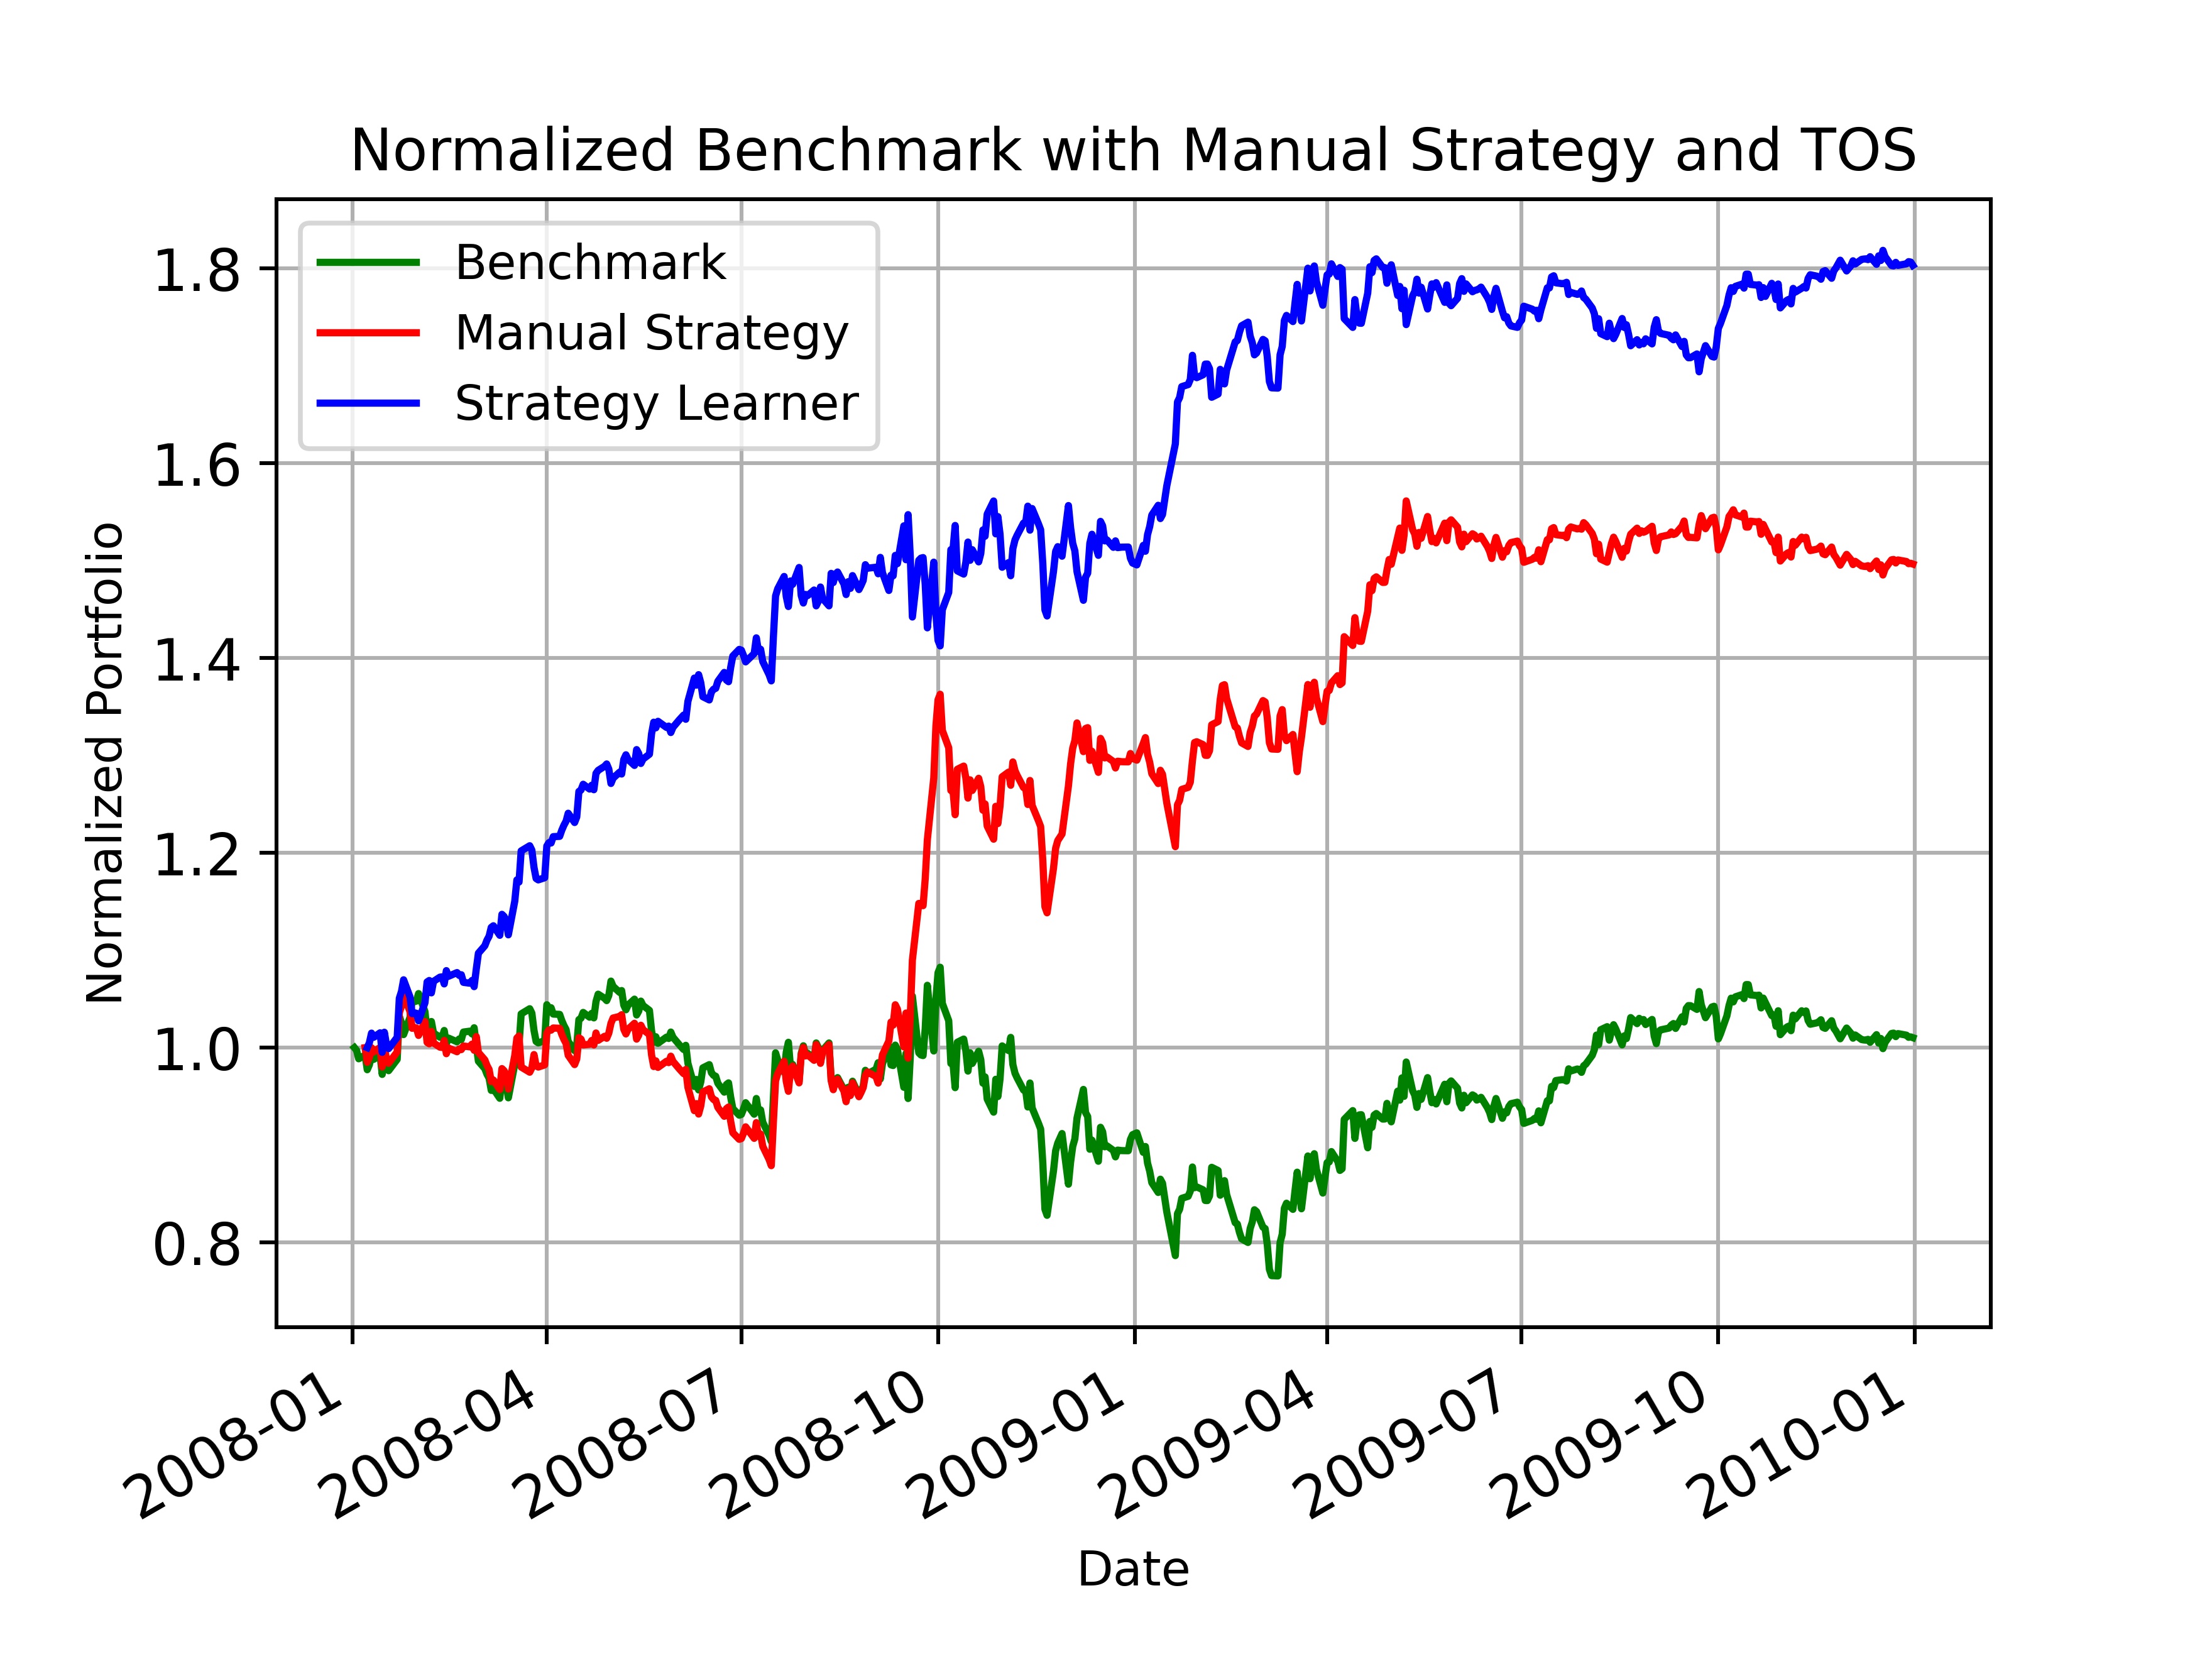 Normalized Benchmark with Manual Strategy and TOS
Benchmark
Manual Strategy
Strategy Learner
1.8
1.6
1.4
1.2
1.0
0.8
Normalized Portfolio
2008-01
2008-04
2008-07
2008-10
2009-01
2009-04
2009-07
2009-10
2010-01
Date